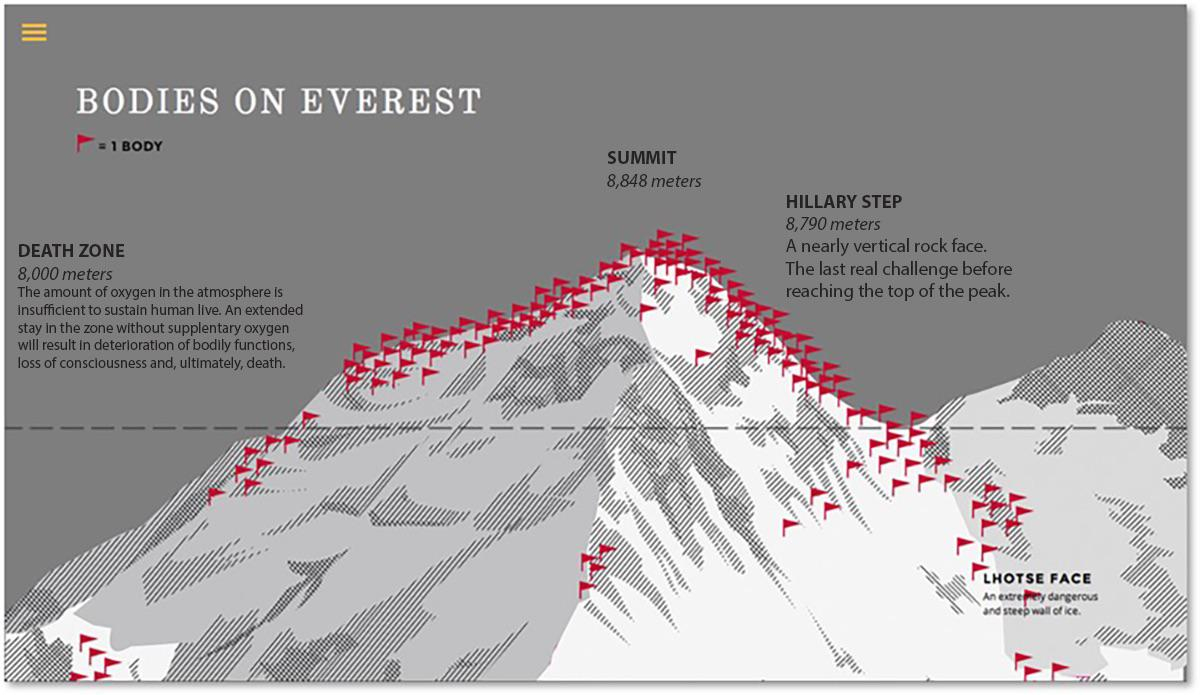 BODIES ON EVEREST
= 1 BODY
SUMMIT
8,848 meters
HILLARY STEP
8,790 meters
A nearly vertical rock face.
The last real challenge before
reaching the top of the peak.
DEATH ZONE
8,000 meters
The amount of oxygen in the atmosphere is
insufficient to sustain human live. An extended
stay in the zone without supplentary oxygen
will result in deterioration of bodily functions,
loss of consciousness and, ultimately, death.
LHOTSE FACE
An extremely dangerous
and steep wall of ice.